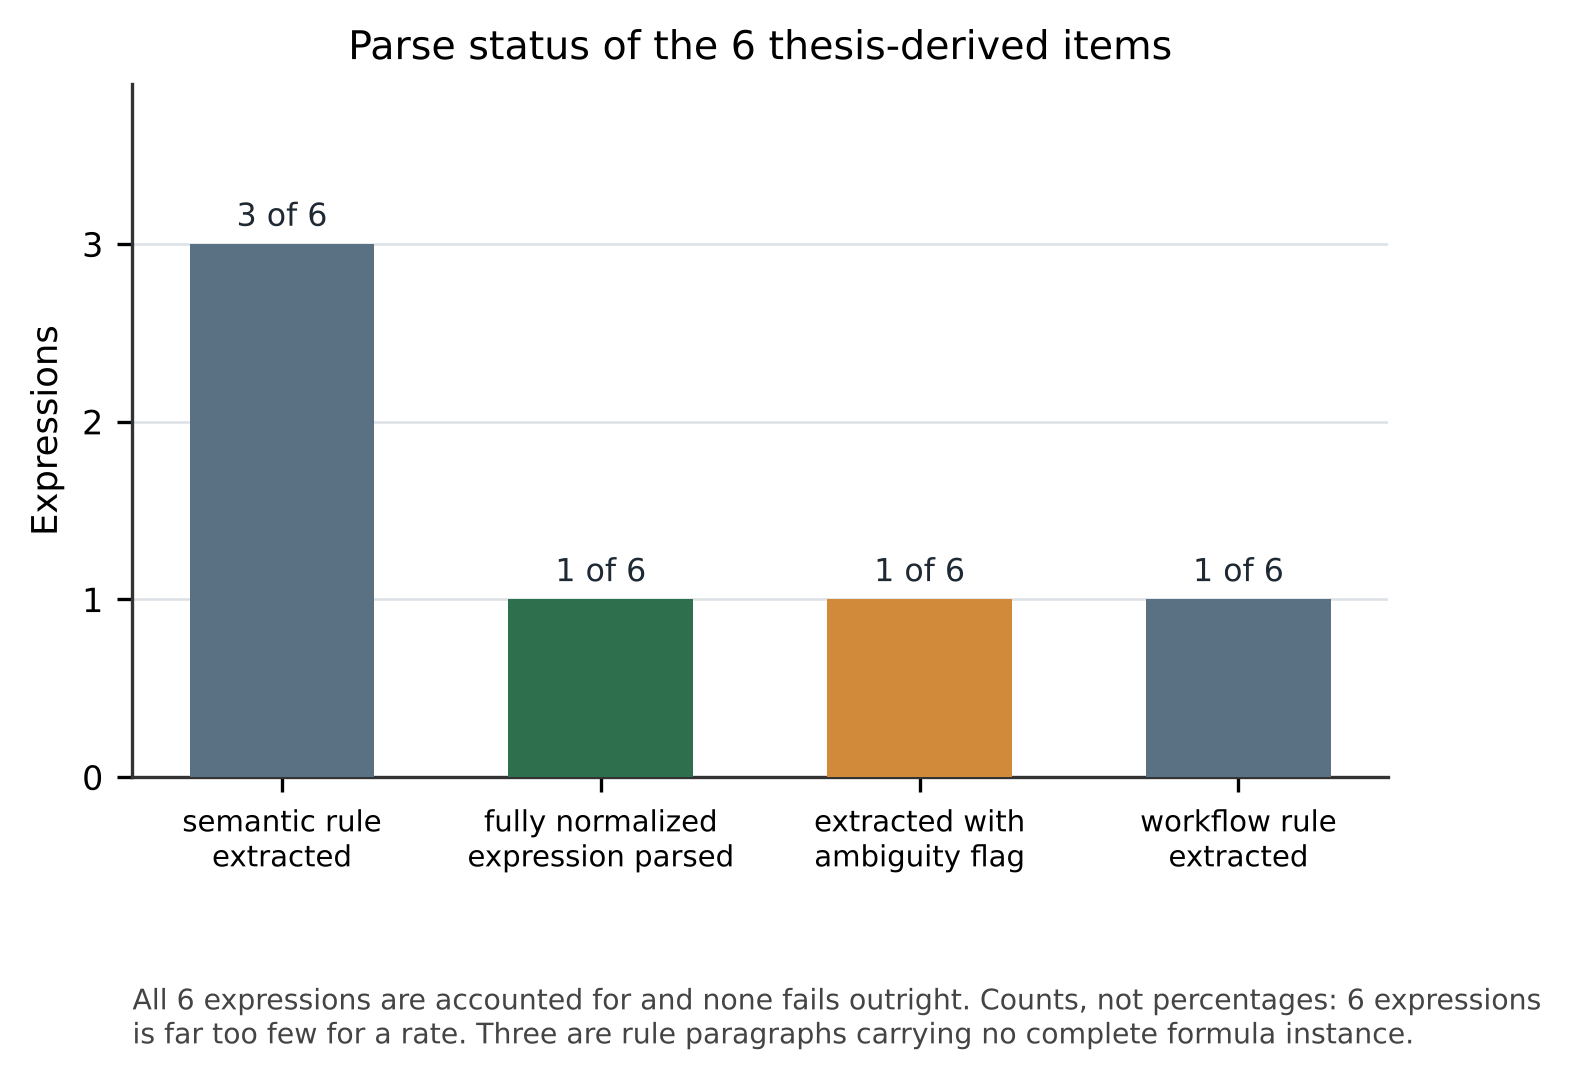 Parse status of the 6 thesis-derived items
Expressions
3
2
1
0
3 of 6
1 of 6
1 of 6
1 of 6
semantic rule
extracted
fully normalized
expression parsed
extracted with
ambiguity flag
workflow rule
extracted
All 6 expressions are accounted for and none fails outright. Counts, not percentages: 6 expressions
is far too few for a rate. Three are rule paragraphs carrying no complete formula instance.